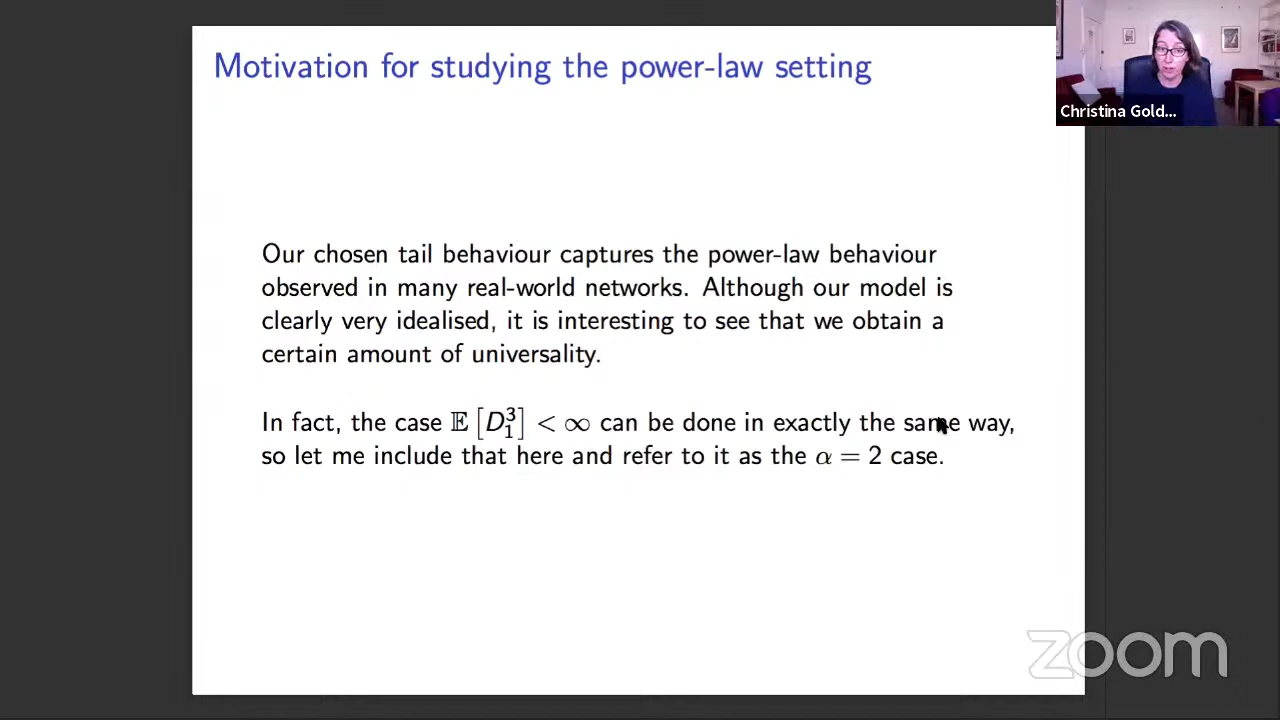 Motivation for studying the power-law setting
Christina Gold...
Our chosen tail behaviour captures the power-law behaviour
observed in many real-world networks. Although our model is
clearly very idealised, it is interesting to see that we obtain a
certain amount of universality.
In fact, the case 𝔼[D₁³] < ∞ can be done in exactly the same way,
so let me include that here and refer to it as the α = 2 case.
zoom